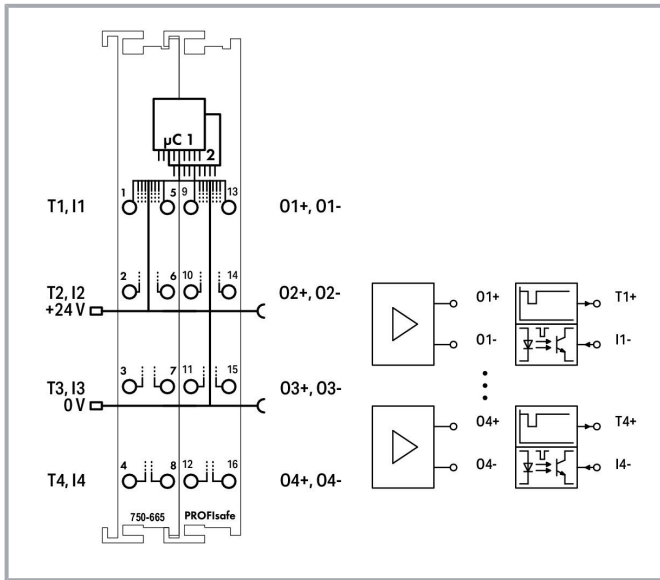 µC 1
2
1
5
9
13
T1, I1
O1+, O1-
2
6
10
14
T2, I2
O2+, O2-
+24 V
3
7
11
15
T3, I3
O3+, O3-
0 V
4
8
12
16
T4, I4
O4+, O4-
750-665
PROFIsafe
O1+
T1+
O1-
I1-
O4+
T4+
O4-
I4-